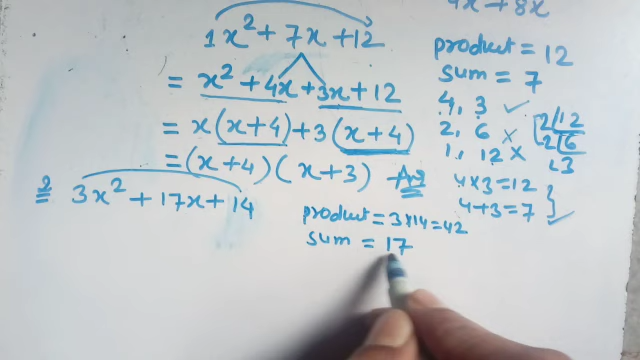 4x + 8x
1x² + 7x + 12
= x² + 4x + 3x + 12
= x(x+4) + 3(x+4)
= (x+4)(x+3) Ans
product = 12
sum = 7
4, 3 ✓
2, 6 ×
1, 12 ×
2|12
2|6
3
4×3=12
4+3=7 ✓
2 3x² + 17x + 14
product = 3×14=42
sum = 17